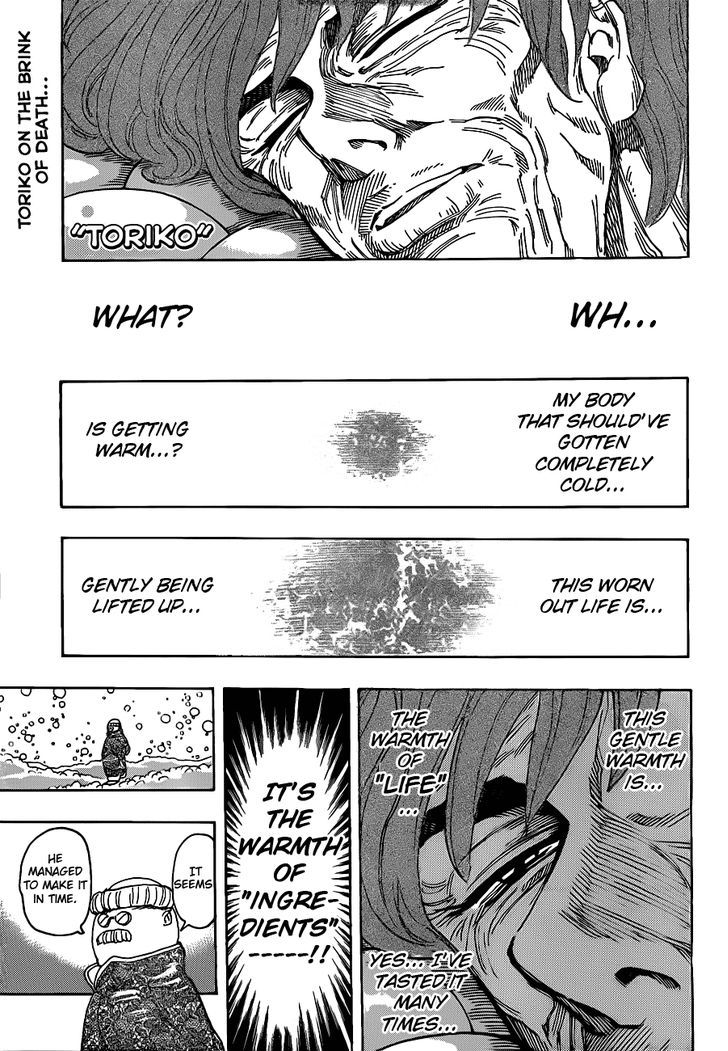 TORIKO ON THE BRINK
OF DEATH...
"TORIKO"
WH...
WHAT?
MY BODY
THAT SHOULD'VE
GOTTEN
COMPLETELY
COLD...
IS GETTING
WARM...?
THIS WORN
OUT LIFE IS...
GENTLY BEING
LIFTED UP...
THIS
GENTLE
WARMTH IS...
THE
WARMTH
OF
"LIFE"
...
YES... I'VE
TASTED IT
MANY
TIMES...
IT'S
THE
WARMTH
OF
"INGRE-
DIENTS"
------!!
IT
SEEMS
HE
MANAGED
TO MAKE IT
IN TIME.